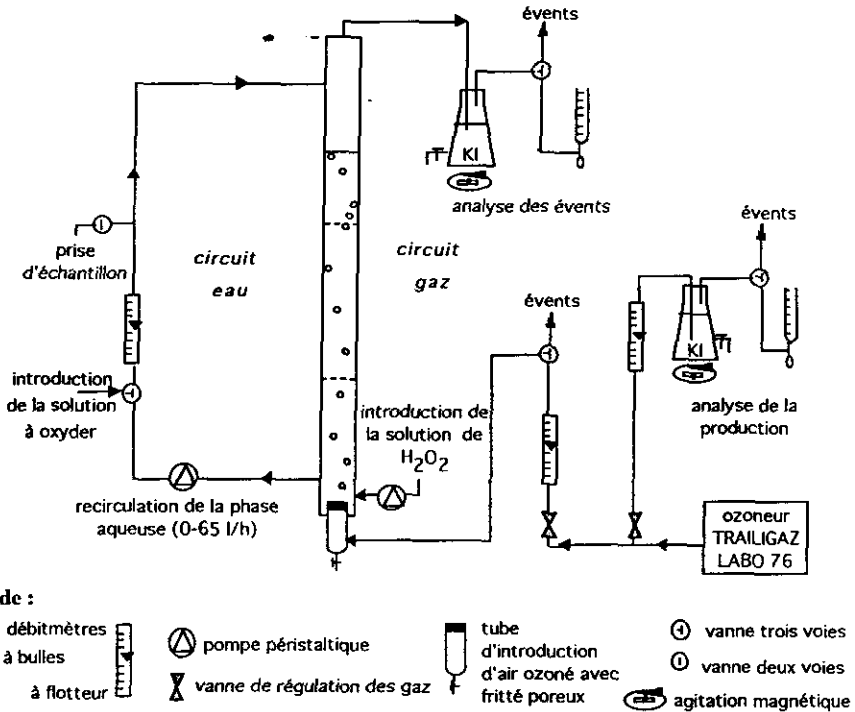 évents
KI
analyse des évents
évents
prise
d'échantillon
circuit
eau
circuit
gaz
évents
KI
introduction
de la solution
à oxyder
introduction de
la solution de
H₂O₂
analyse de la
production
recirculation de la phase
aqueuse (0-65 l/h)
ozoneur
TRAILIGAZ
LABO 76
de :
débitmètres
à bulles
à flotteur
pompe péristaltique
vanne de régulation des gaz
tube
d'introduction
d'air ozoné avec
fritté poreux
vanne trois voies
vanne deux voies
agitation magnétique